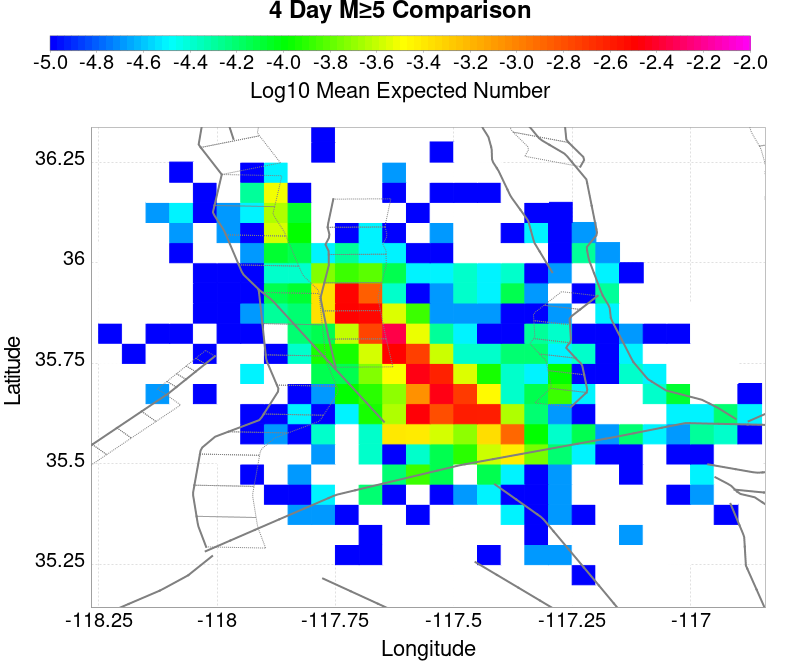 4 Day M≥5 Comparison
-5.0 -4.8 -4.6 -4.4 -4.2 -4.0 -3.8 -3.6 -3.4 -3.2 -3.0 -2.8 -2.6 -2.4 -2.2 -2.0
Log10 Mean Expected Number
36.25
36
35.75
35.5
35.25
Latitude
-118.25 -118 -117.75 -117.5 -117.25 -117
Longitude